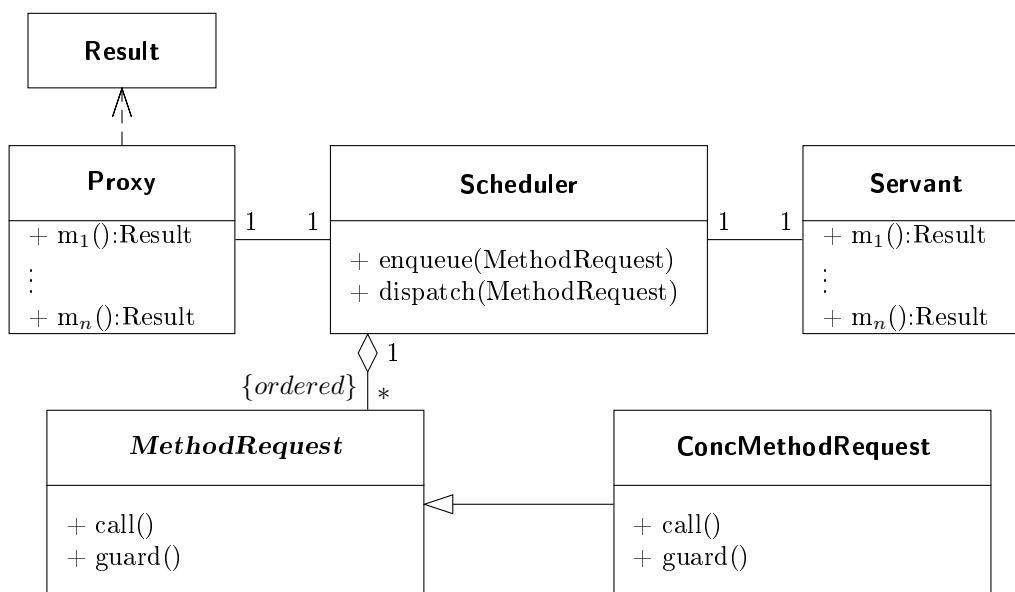 Result
Proxy
+ m₁():Result
⋮
+ mₙ():Result
1
1
Scheduler
+ enqueue(MethodRequest)
+ dispatch(MethodRequest)
1
1
Servant
+ m₁():Result
⋮
+ mₙ():Result
1
{ordered}
*
MethodRequest
+ call()
+ guard()
ConcMethodRequest
+ call()
+ guard()